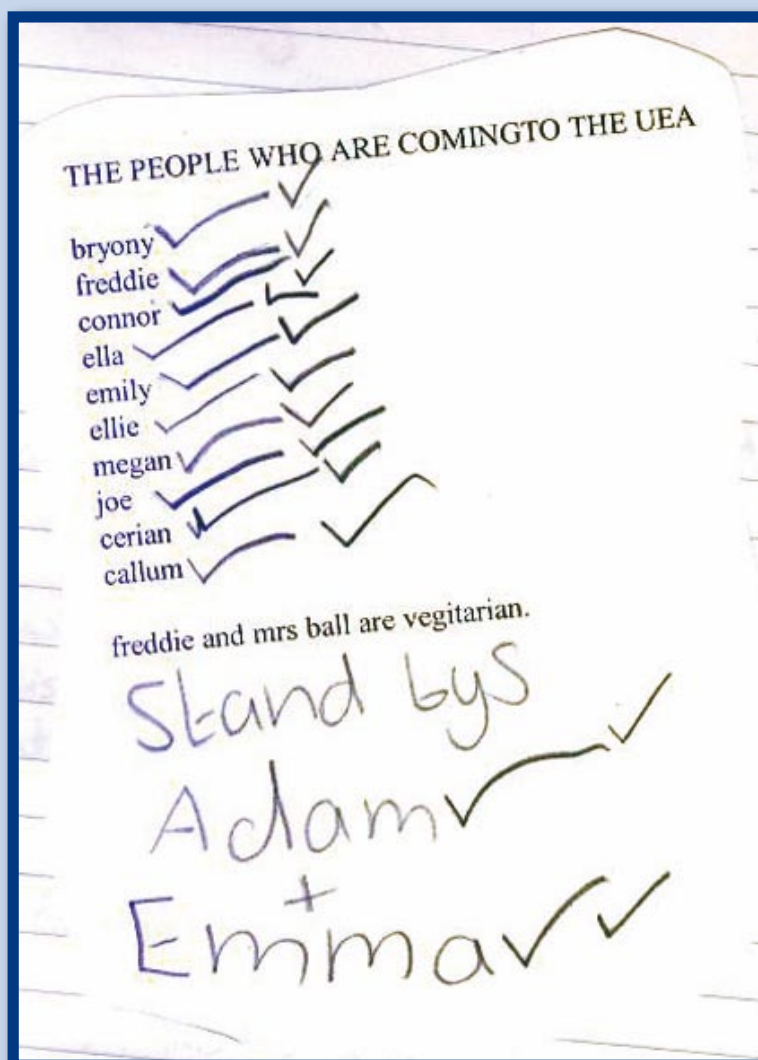 THE PEOPLE WHO ARE COMINGTO THE UEA
bryony
freddie
connor
ella
emily
ellie
megan
joe
cerian
callum
freddie and mrs ball are vegitarian.
Stand bys
Adam
+
Emma